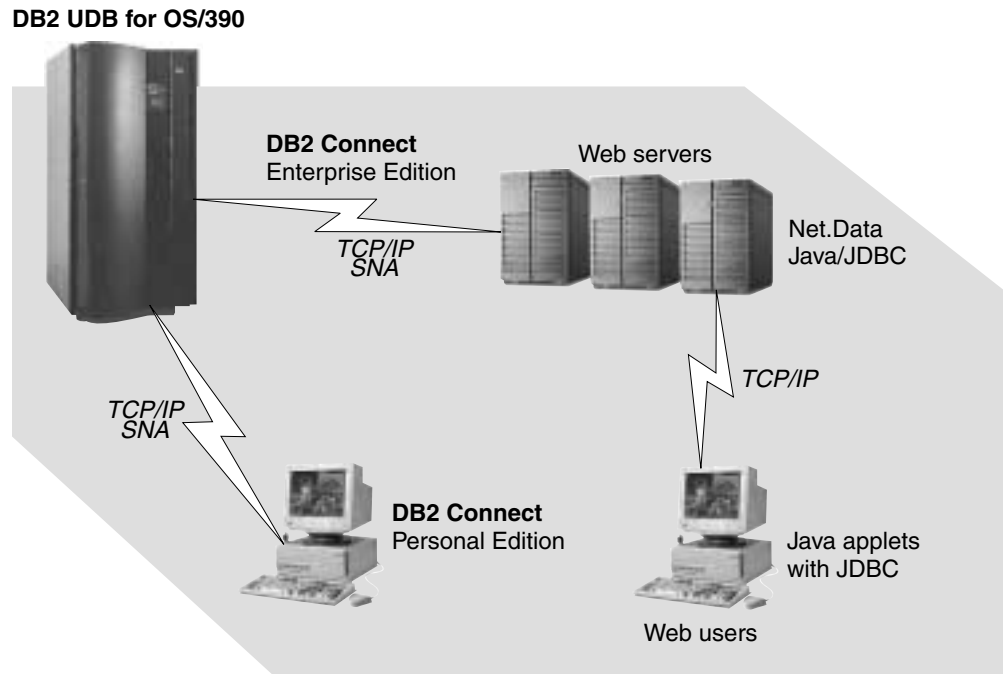 DB2 UDB for OS/390
DB2 Connect
Enterprise Edition
Web servers
Net.Data
Java/JDBC
TCP/IP
SNA
TCP/IP
TCP/IP
SNA
DB2 Connect
Personal Edition
Java applets
with JDBC
Web users